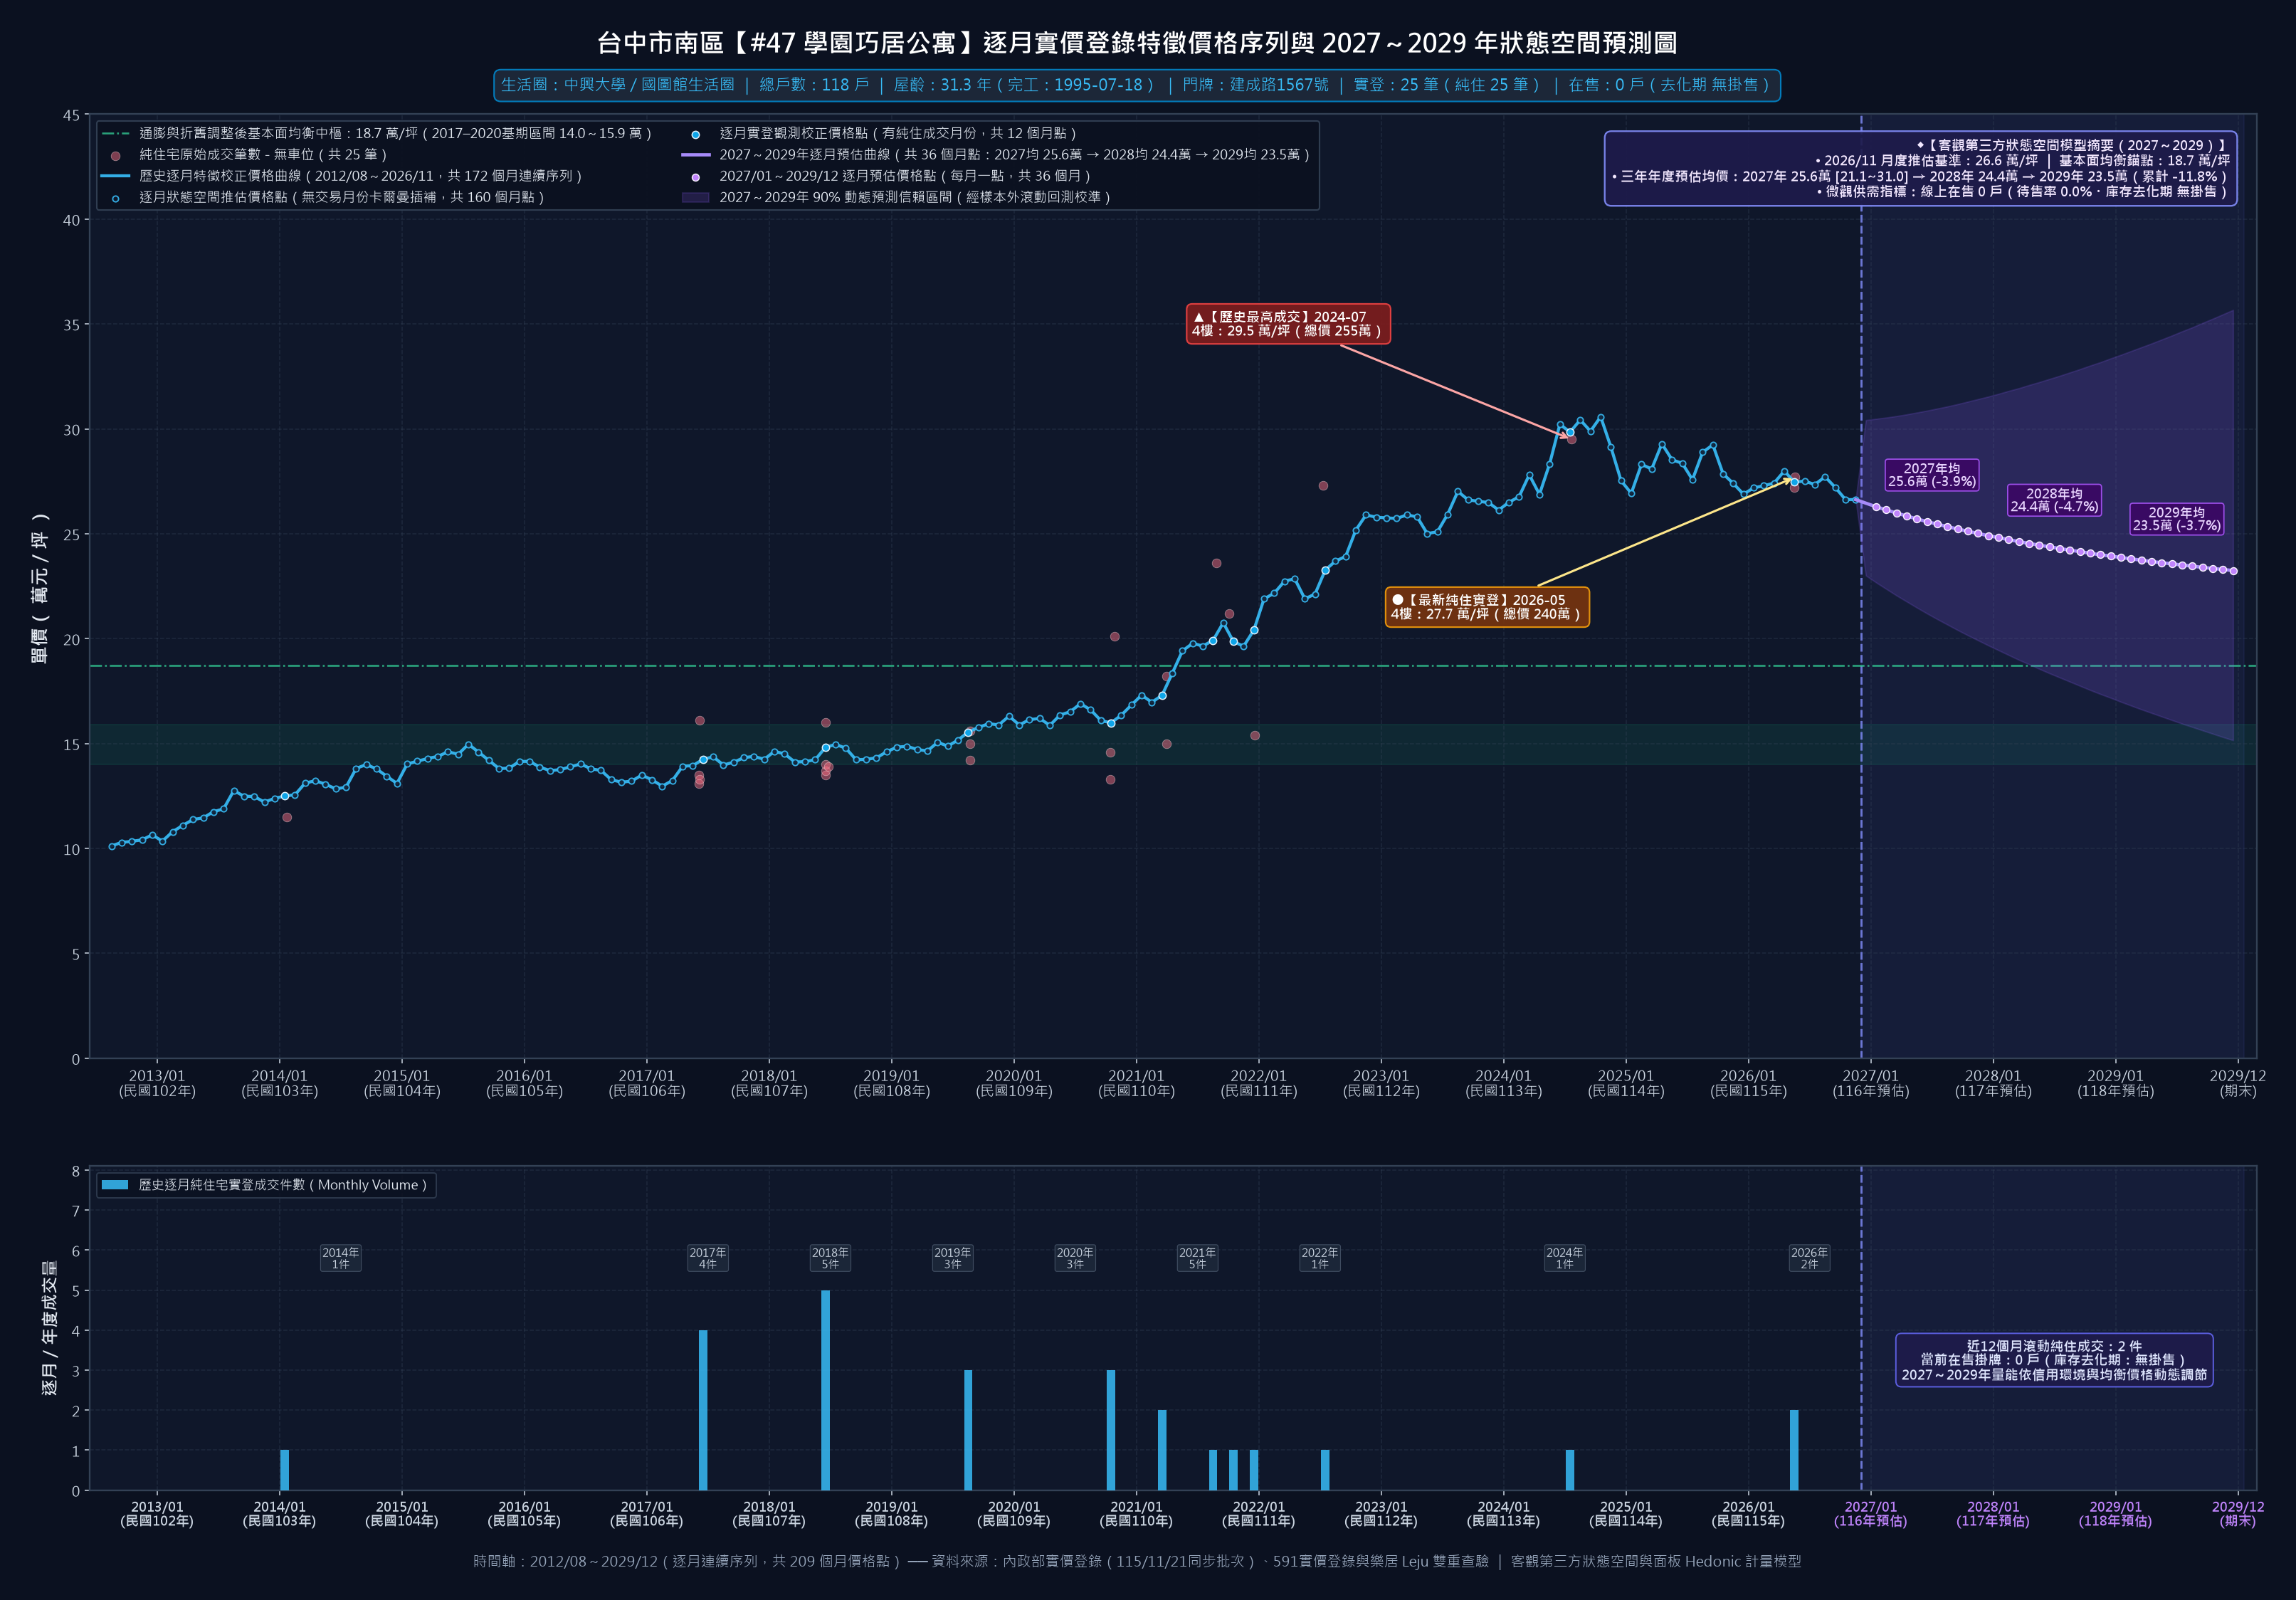 台中市南區【#47 學園巧居公寓】逐月實價登錄特徵價格序列與 2027～2029 年狀態空間預測圖
生活圈：中興大學 / 國圖館生活圈 ｜ 總戶數：118 戶 ｜ 屋齡：31.3 年（完工：1995-07-18） ｜ 門牌：建成路1567號 ｜ 實登：25 筆（純住 25 筆） ｜ 在售：0 戶（去化期 無掛售）
通膨與折舊調整後基本面均衡中樞：18.7 萬/坪（2017–2020基期區間 14.0～15.9 萬）
純住宅原始成交筆數 - 無車位（共 25 筆）
歷史逐月特徵校正價格曲線（2012/08～2026/11，共 172 個月連續序列）
逐月狀態空間推估價格點（無交易月份卡爾曼插補，共 160 個月點）
逐月實登觀測校正價格點（有純住成交月份，共 12 個月點）
2027～2029年逐月預估曲線（共 36 個月點：2027均 25.6萬 → 2028均 24.4萬 → 2029均 23.5萬）
2027/01～2029/12 逐月預估價格點（每月一點，共 36 個月）
2027～2029年 90% 動態預測信賴區間（經樣本外滾動回測校準）
◆【客觀第三方狀態空間模型摘要（2027～2029）】
• 2026/11 月度推估基準：26.6 萬/坪 ｜ 基本面均衡錨點：18.7 萬/坪
• 三年年度預估均價：2027年 25.6萬 [21.1~31.0] → 2028年 24.4萬 → 2029年 23.5萬（累計 -11.8%）
• 微觀供需指標：線上在售 0 戶（待售率 0.0%．庫存去化期 無掛售）
單價（ 萬元 / 坪 ）
45
40
35
30
25
20
15
10
5
0
▲【歷史最高成交】2024-07
4樓：29.5 萬/坪（總價 255萬）
●【最新純住實登】2026-05
4樓：27.7 萬/坪（總價 240萬）
2027年均
25.6萬 (-3.9%)
2028年均
24.4萬 (-4.7%)
2029年均
23.5萬 (-3.7%)
2013/01 2014/01 2015/01 2016/01 2017/01 2018/01 2019/01 2020/01 2021/01 2022/01 2023/01 2024/01 2025/01 2026/01 2027/01 2028/01 2029/01 2029/12
(民國102年) (民國103年) (民國104年) (民國105年) (民國106年) (民國107年) (民國108年) (民國109年) (民國110年) (民國111年) (民國112年) (民國113年) (民國114年) (民國115年) (116年預估) (117年預估) (118年預估) (期末)
逐月 / 年度成交量
8
7
6
5
4
3
2
1
0
歷史逐月純住宅實登成交件數（Monthly Volume）
2014年
1件
2017年
4件
2018年
5件
2019年
3件
2020年
3件
2021年
5件
2022年
1件
2024年
1件
2026年
2件
近12個月滾動純住成交：2 件
當前在售掛牌：0 戶（庫存去化期：無掛售）
2027～2029年量能依信用環境與均衡價格動態調節
2013/01 2014/01 2015/01 2016/01 2017/01 2018/01 2019/01 2020/01 2021/01 2022/01 2023/01 2024/01 2025/01 2026/01 2027/01 2028/01 2029/01 2029/12
(民國102年) (民國103年) (民國104年) (民國105年) (民國106年) (民國107年) (民國108年) (民國109年) (民國110年) (民國111年) (民國112年) (民國113年) (民國114年) (民國115年) (116年預估) (117年預估) (118年預估) (期末)
時間軸：2012/08～2029/12（逐月連續序列，共 209 個月價格點） ── 資料來源：內政部實價登錄（115/11/21同步批次）、591實價登錄與樂居 Leju 雙重查驗 ｜ 客觀第三方狀態空間與面板 Hedonic 計量模型